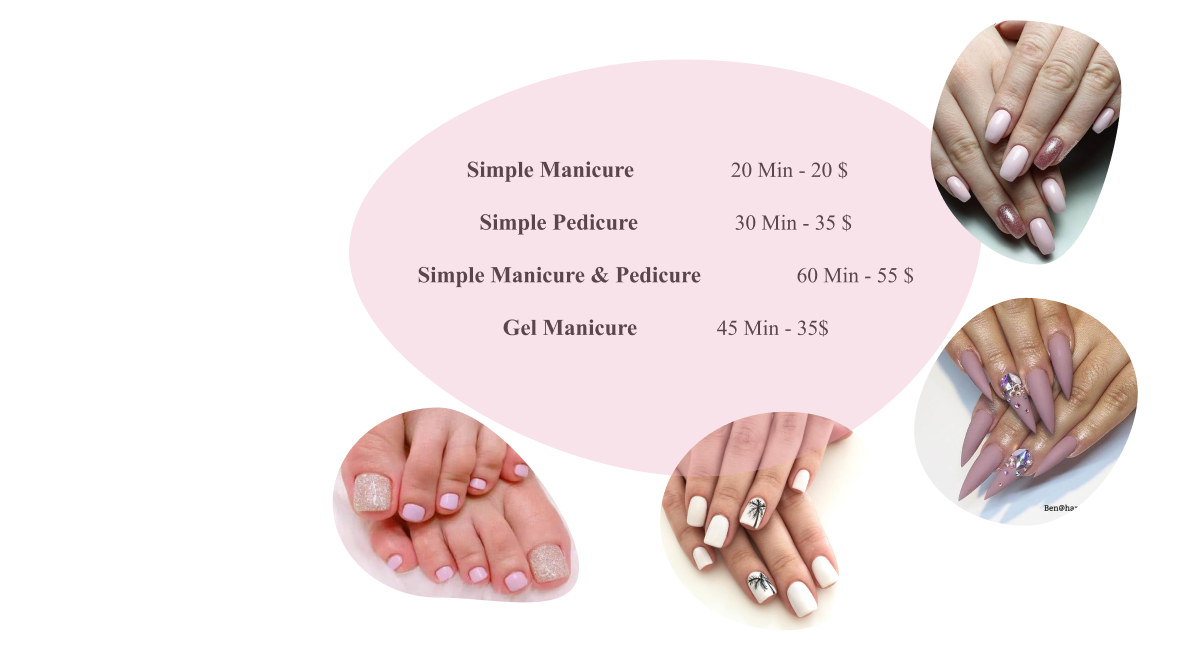 Simple Manicure 20 Min - 20 $
Simple Pedicure 30 Min - 35 $
Simple Manicure & Pedicure 60 Min - 55 $
Gel Manicure 45 Min - 35$